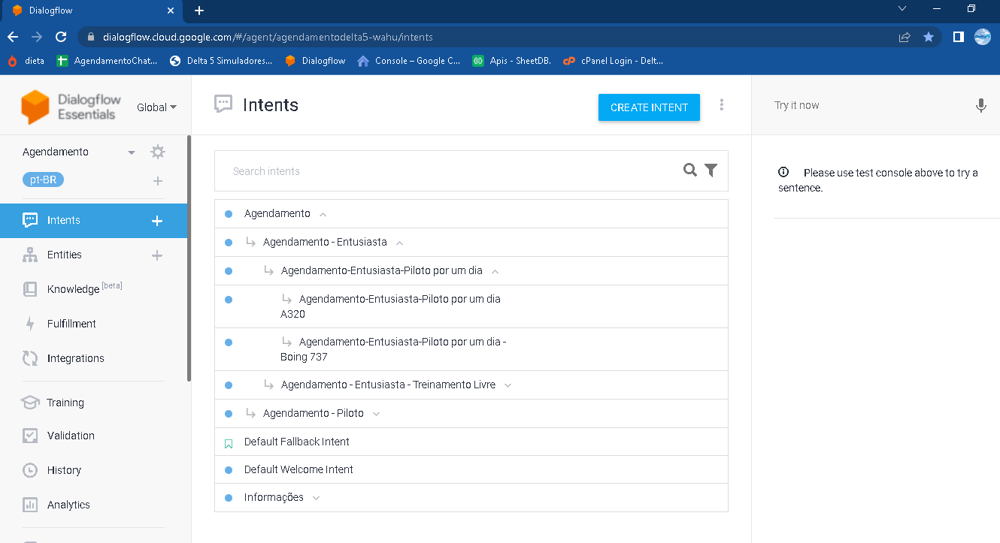 Dialogflow
dialogflow.cloud.google.com/#/agent/agendamentodelta5-wahu/intents
dieta
AgendamentoChat...
Delta 5 Simuladores...
Dialogflow
Console – Google C...
Apis - SheetDB.
cPanel Login - Delt...
Dialogflow
Essentials
Global
Intents
CREATE INTENT
Try it now
Agendamento
pt-BR
Intents
Entities
Knowledge [beta]
Fulfillment
Integrations
Training
Validation
History
Analytics
Search intents
Agendamento
Agendamento - Entusiasta
Agendamento-Entusiasta-Piloto por um dia
Agendamento-Entusiasta-Piloto por um dia
A320
Agendamento-Entusiasta-Piloto por um dia -
Boing 737
Agendamento - Entusiasta - Treinamento Livre
Agendamento - Piloto
Default Fallback Intent
Default Welcome Intent
Informações
Please use test console above to try a
sentence.